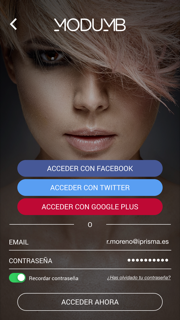 MODUMB
ACCEDER CON FACEBOOK
ACCEDER CON TWITTER
ACCEDER CON GOOGLE PLUS
O
EMAIL r.moreno@iprisma.es
CONTRASEÑA ••••••••••
Recordar contraseña ¿Has olvidado tu contraseña?
ACCEDER AHORA